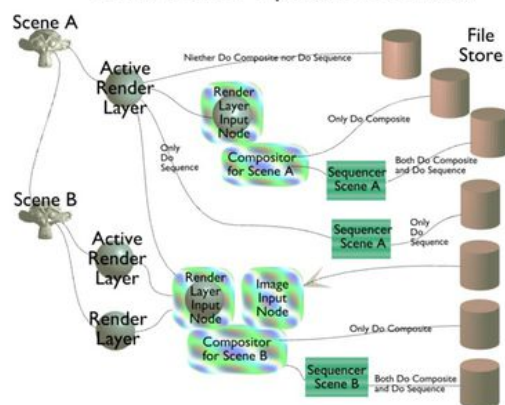 Scene A
File
Store
Active
Render
Layer
Niether Do Composite nor Do Sequence
Render
Layer
Input
Node
Only Do Composite
Only
Do
Sequence
Compositor
for Scene A
Sequencer
Scene A
Both Do Composite
and Do Sequence
Scene B
Sequencer
Scene A
Only
Do
Sequence
Active
Render
Layer
Render
Layer
Input
Node
Image
Input
Node
Render
Layer
Compositor
for Scene B
Only Do Composite
Sequencer
Scene B
Both Do Composite
and Do Sequence